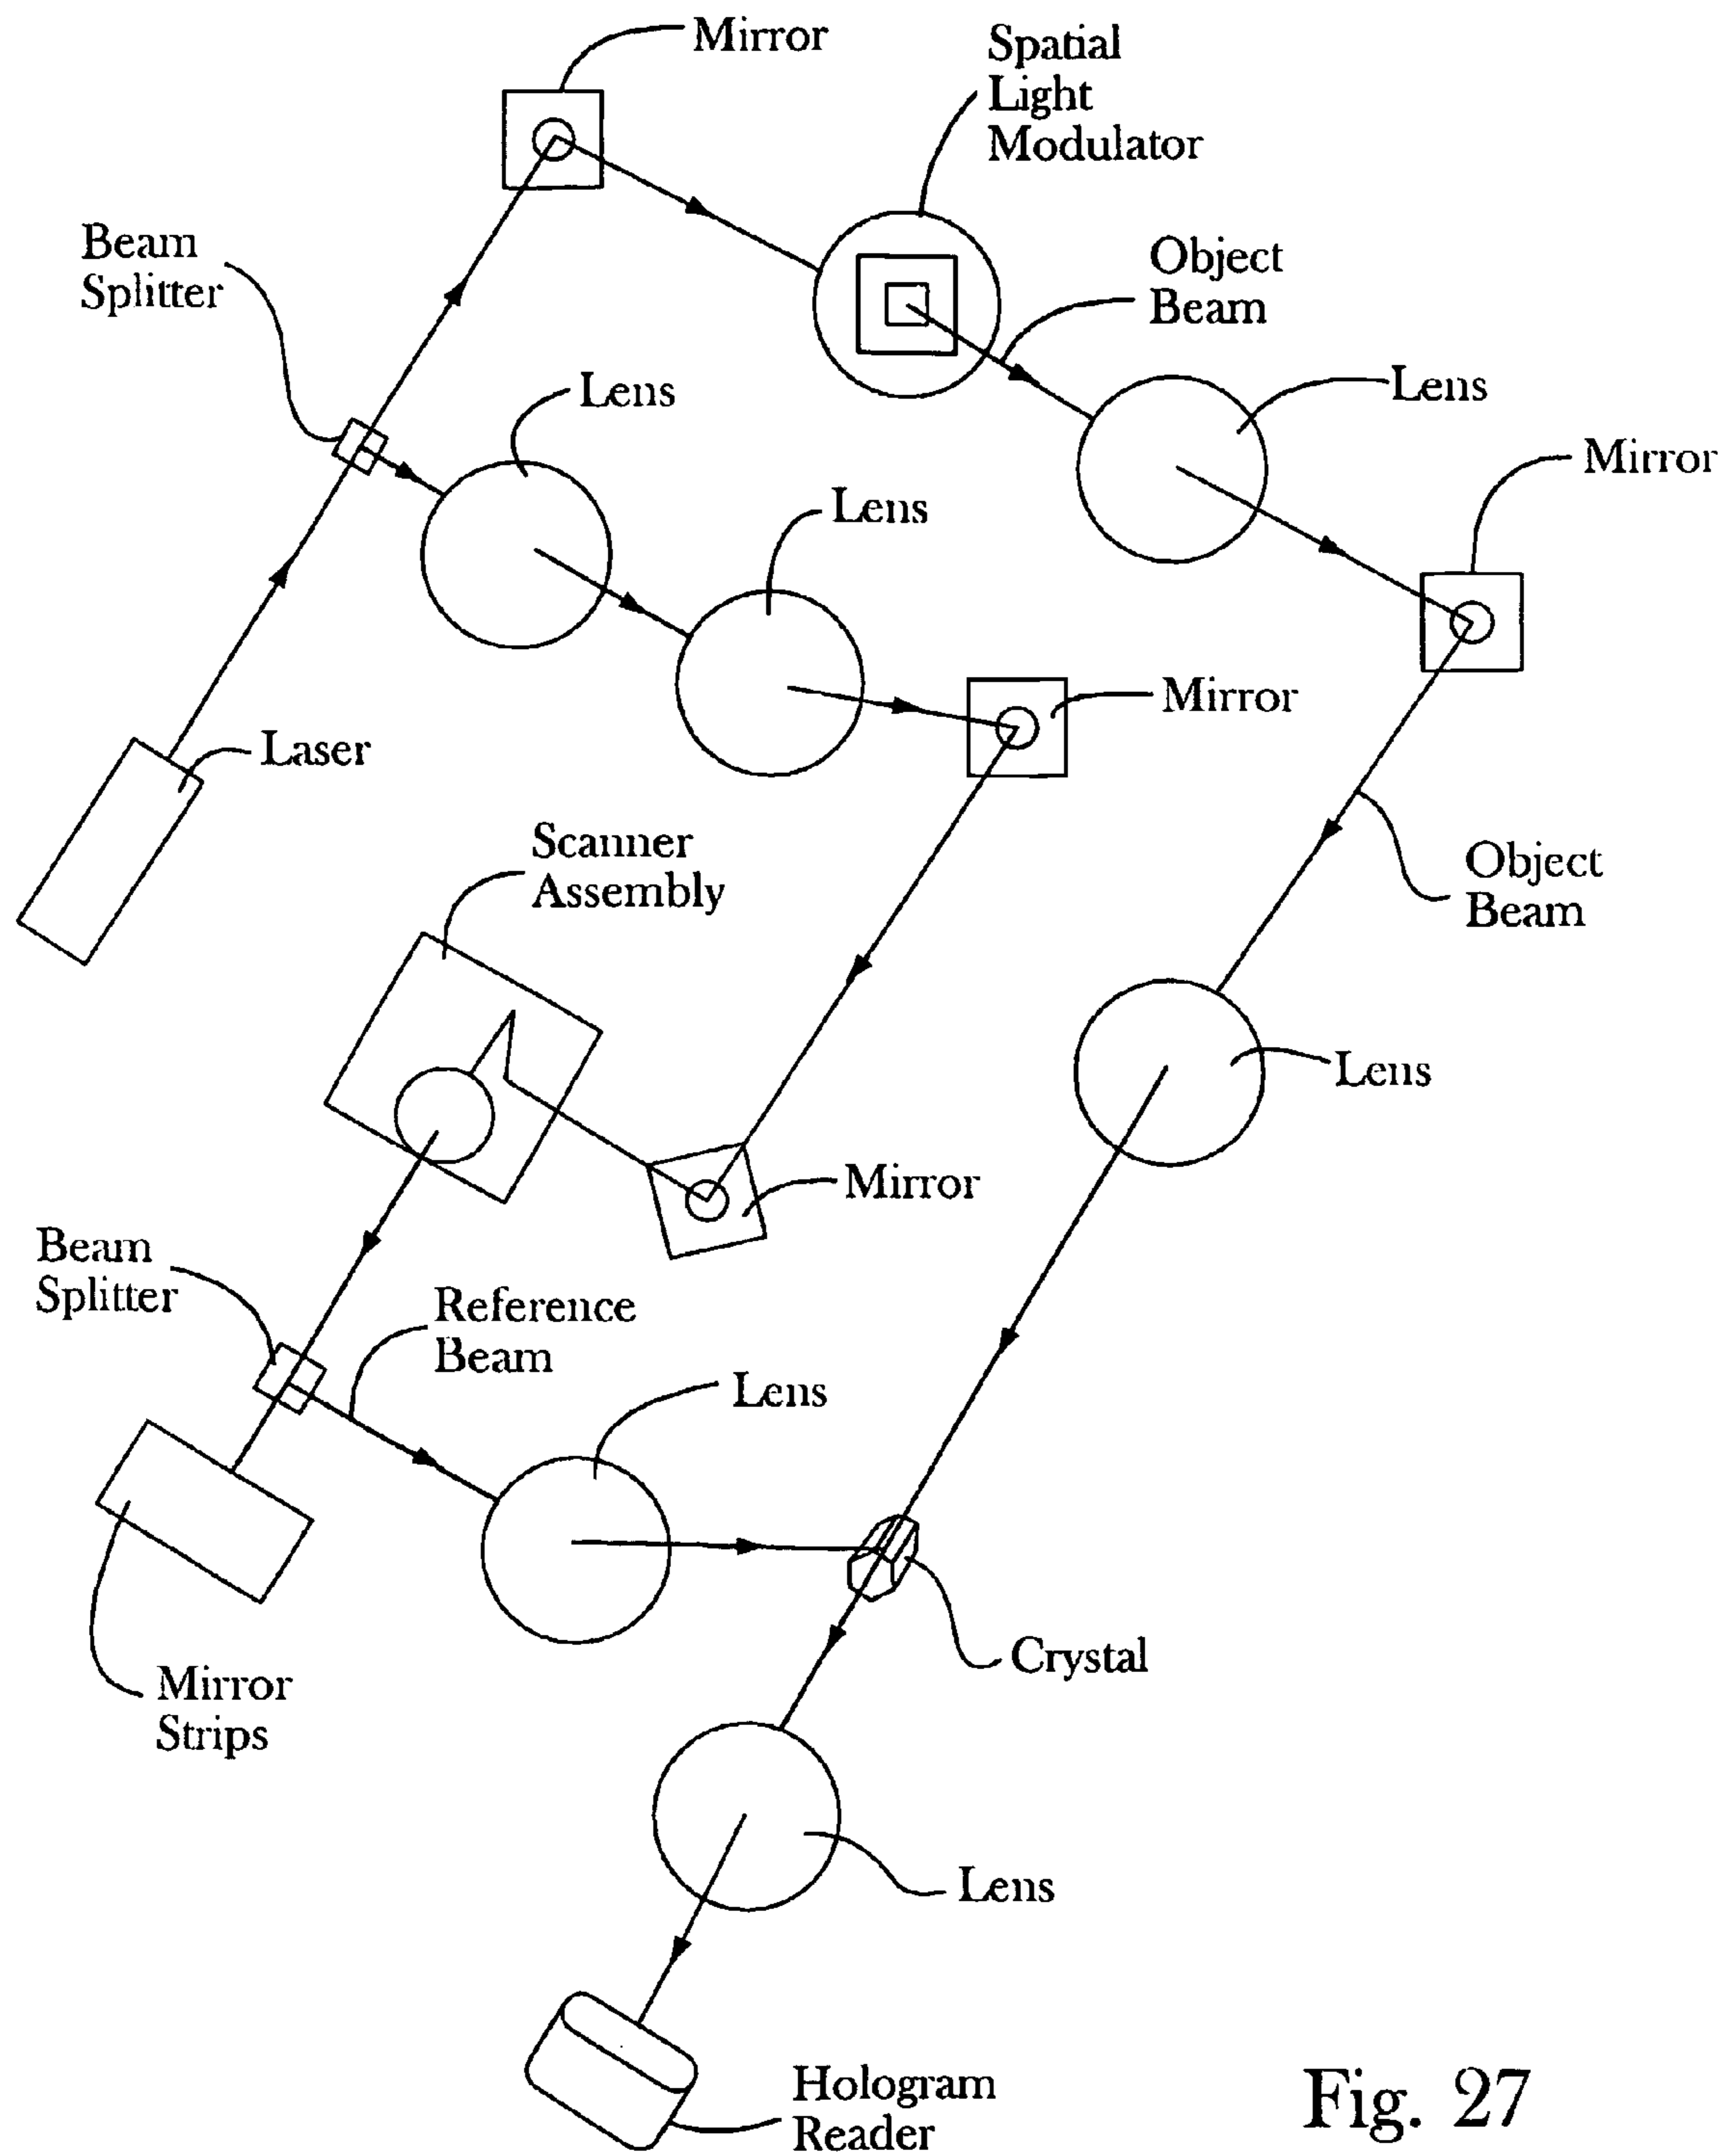 Mirror
Spatial
Light
Modulator
Beam
Splitter
Object
Beam
Lens
Lens
Mirror
Lens
Mirror
Laser
Scanner
Assembly
Object
Beam
Lens
Mirror
Beam
Splitter
Reference
Beam
Lens
Crystal
Mirror
Strips
Lens
Hologram
Reader
Fig. 27